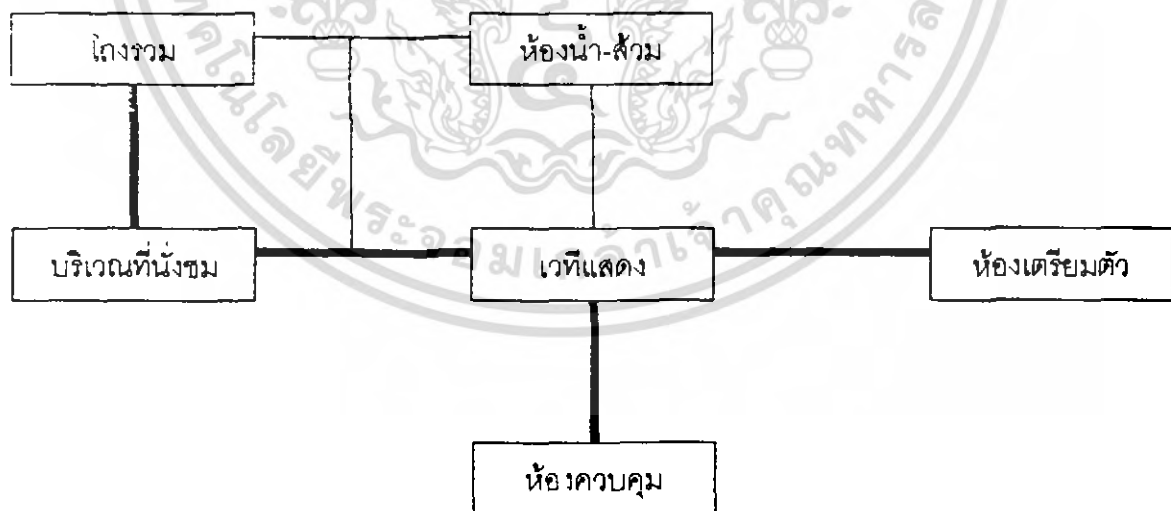 โถงรวม
ห้องน้ำ-ส้วม
บริเวณที่นั่งชม
เวทีแสดง
ห้องเตรียมตัว
ห้องควบคุม